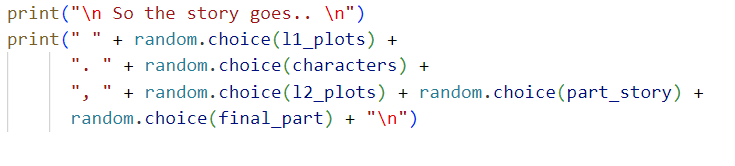 print("\n So the story goes.. \n")
print(" " + random.choice(l1_plots) +
". " + random.choice(characters) +
", " + random.choice(l2_plots) + random.choice(part_story) +
random.choice(final_part) + "\n")